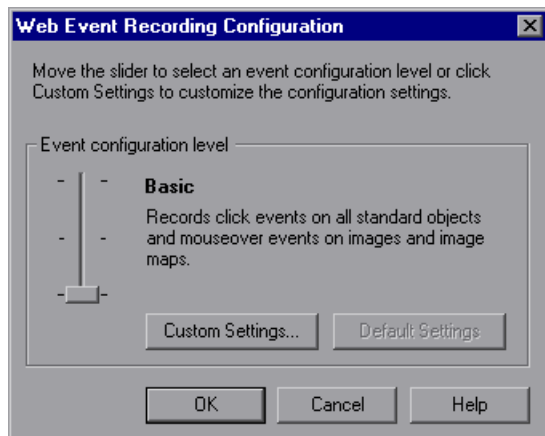 Web Event Recording Configuration
Move the slider to select an event configuration level or click
Custom Settings to customize the configuration settings.
Event configuration level
Basic
Records click events on all standard objects
and mouseover events on images and image
maps.
Custom Settings...
Default Settings
OK
Cancel
Help